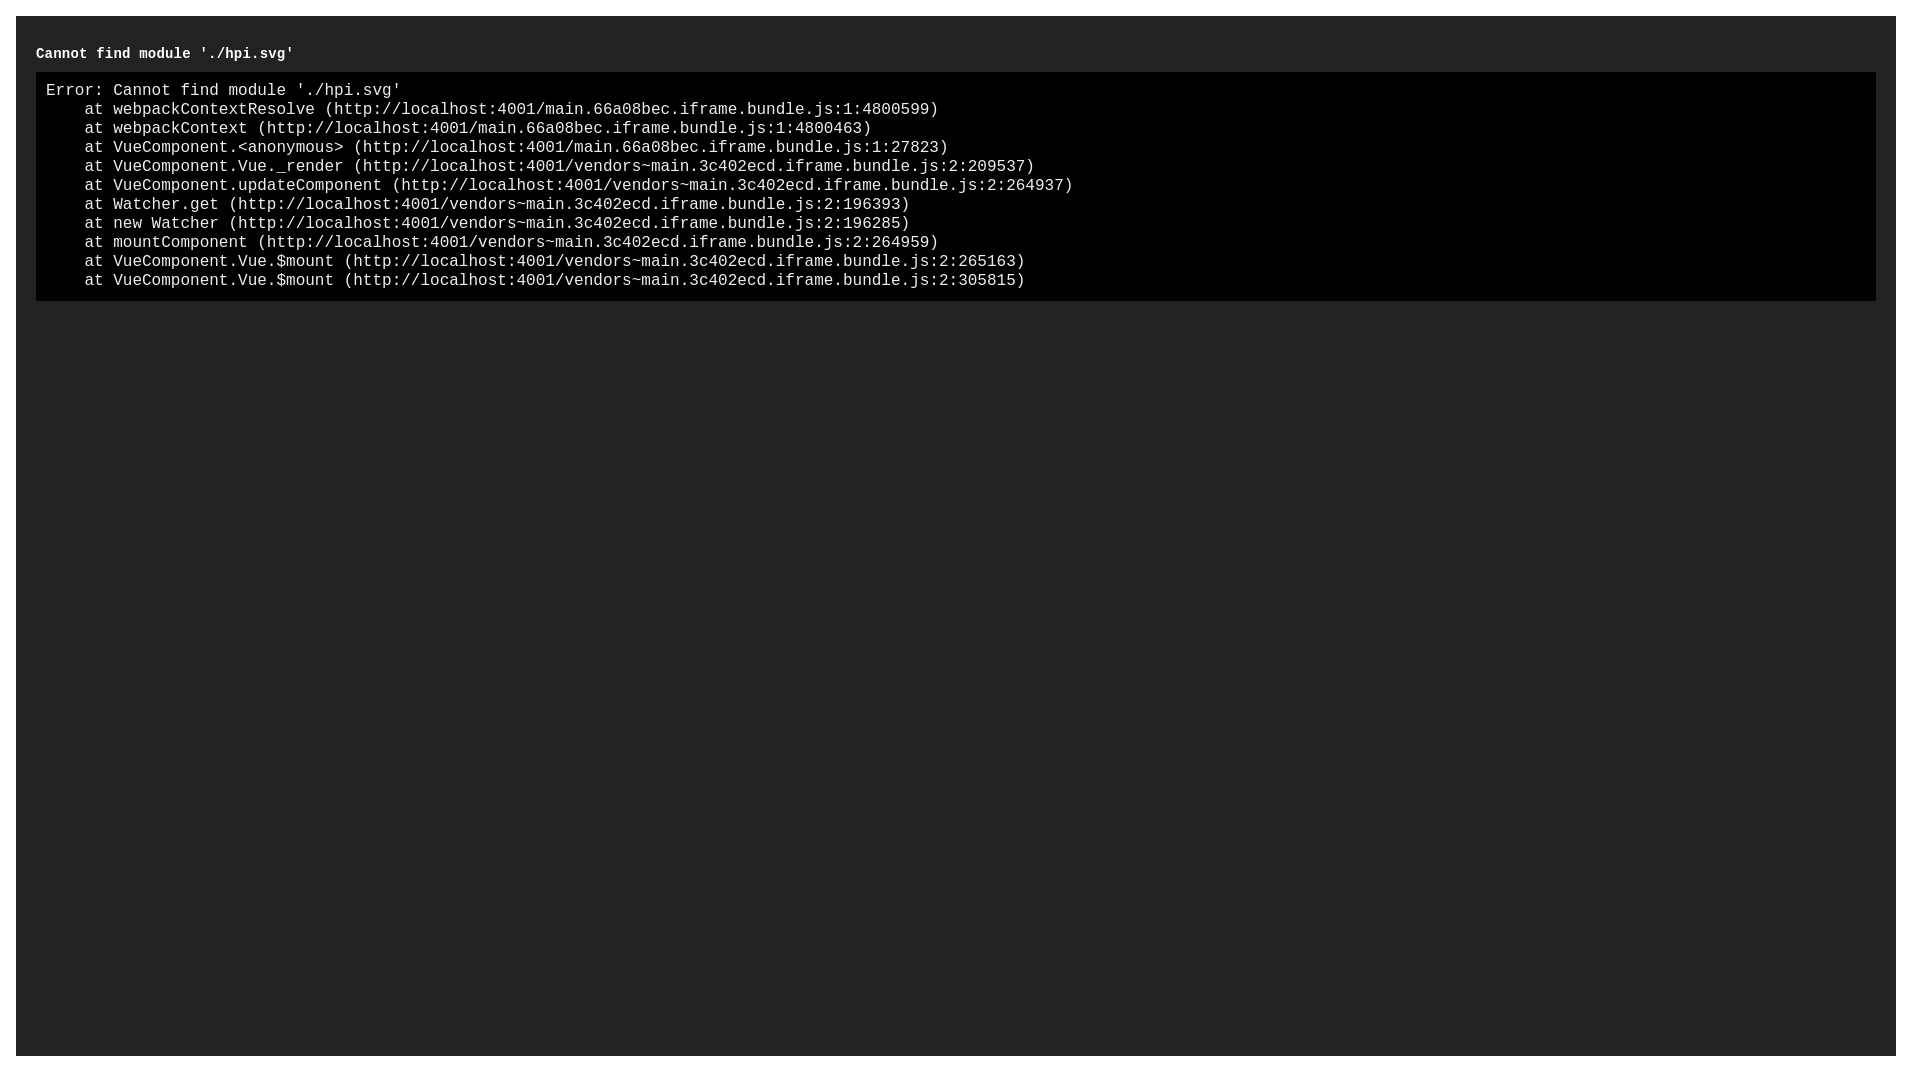 Cannot find module './hpi.svg'
Error: Cannot find module './hpi.svg'
    at webpackContextResolve (http://localhost:4001/main.66a08bec.iframe.bundle.js:1:4800599)
    at webpackContext (http://localhost:4001/main.66a08bec.iframe.bundle.js:1:4800463)
    at VueComponent.<anonymous> (http://localhost:4001/main.66a08bec.iframe.bundle.js:1:27823)
    at VueComponent.Vue._render (http://localhost:4001/vendors~main.3c402ecd.iframe.bundle.js:2:209537)
    at VueComponent.updateComponent (http://localhost:4001/vendors~main.3c402ecd.iframe.bundle.js:2:264937)
    at Watcher.get (http://localhost:4001/vendors~main.3c402ecd.iframe.bundle.js:2:196393)
    at new Watcher (http://localhost:4001/vendors~main.3c402ecd.iframe.bundle.js:2:196285)
    at mountComponent (http://localhost:4001/vendors~main.3c402ecd.iframe.bundle.js:2:264959)
    at VueComponent.Vue.$mount (http://localhost:4001/vendors~main.3c402ecd.iframe.bundle.js:2:265163)
    at VueComponent.Vue.$mount (http://localhost:4001/vendors~main.3c402ecd.iframe.bundle.js:2:305815)